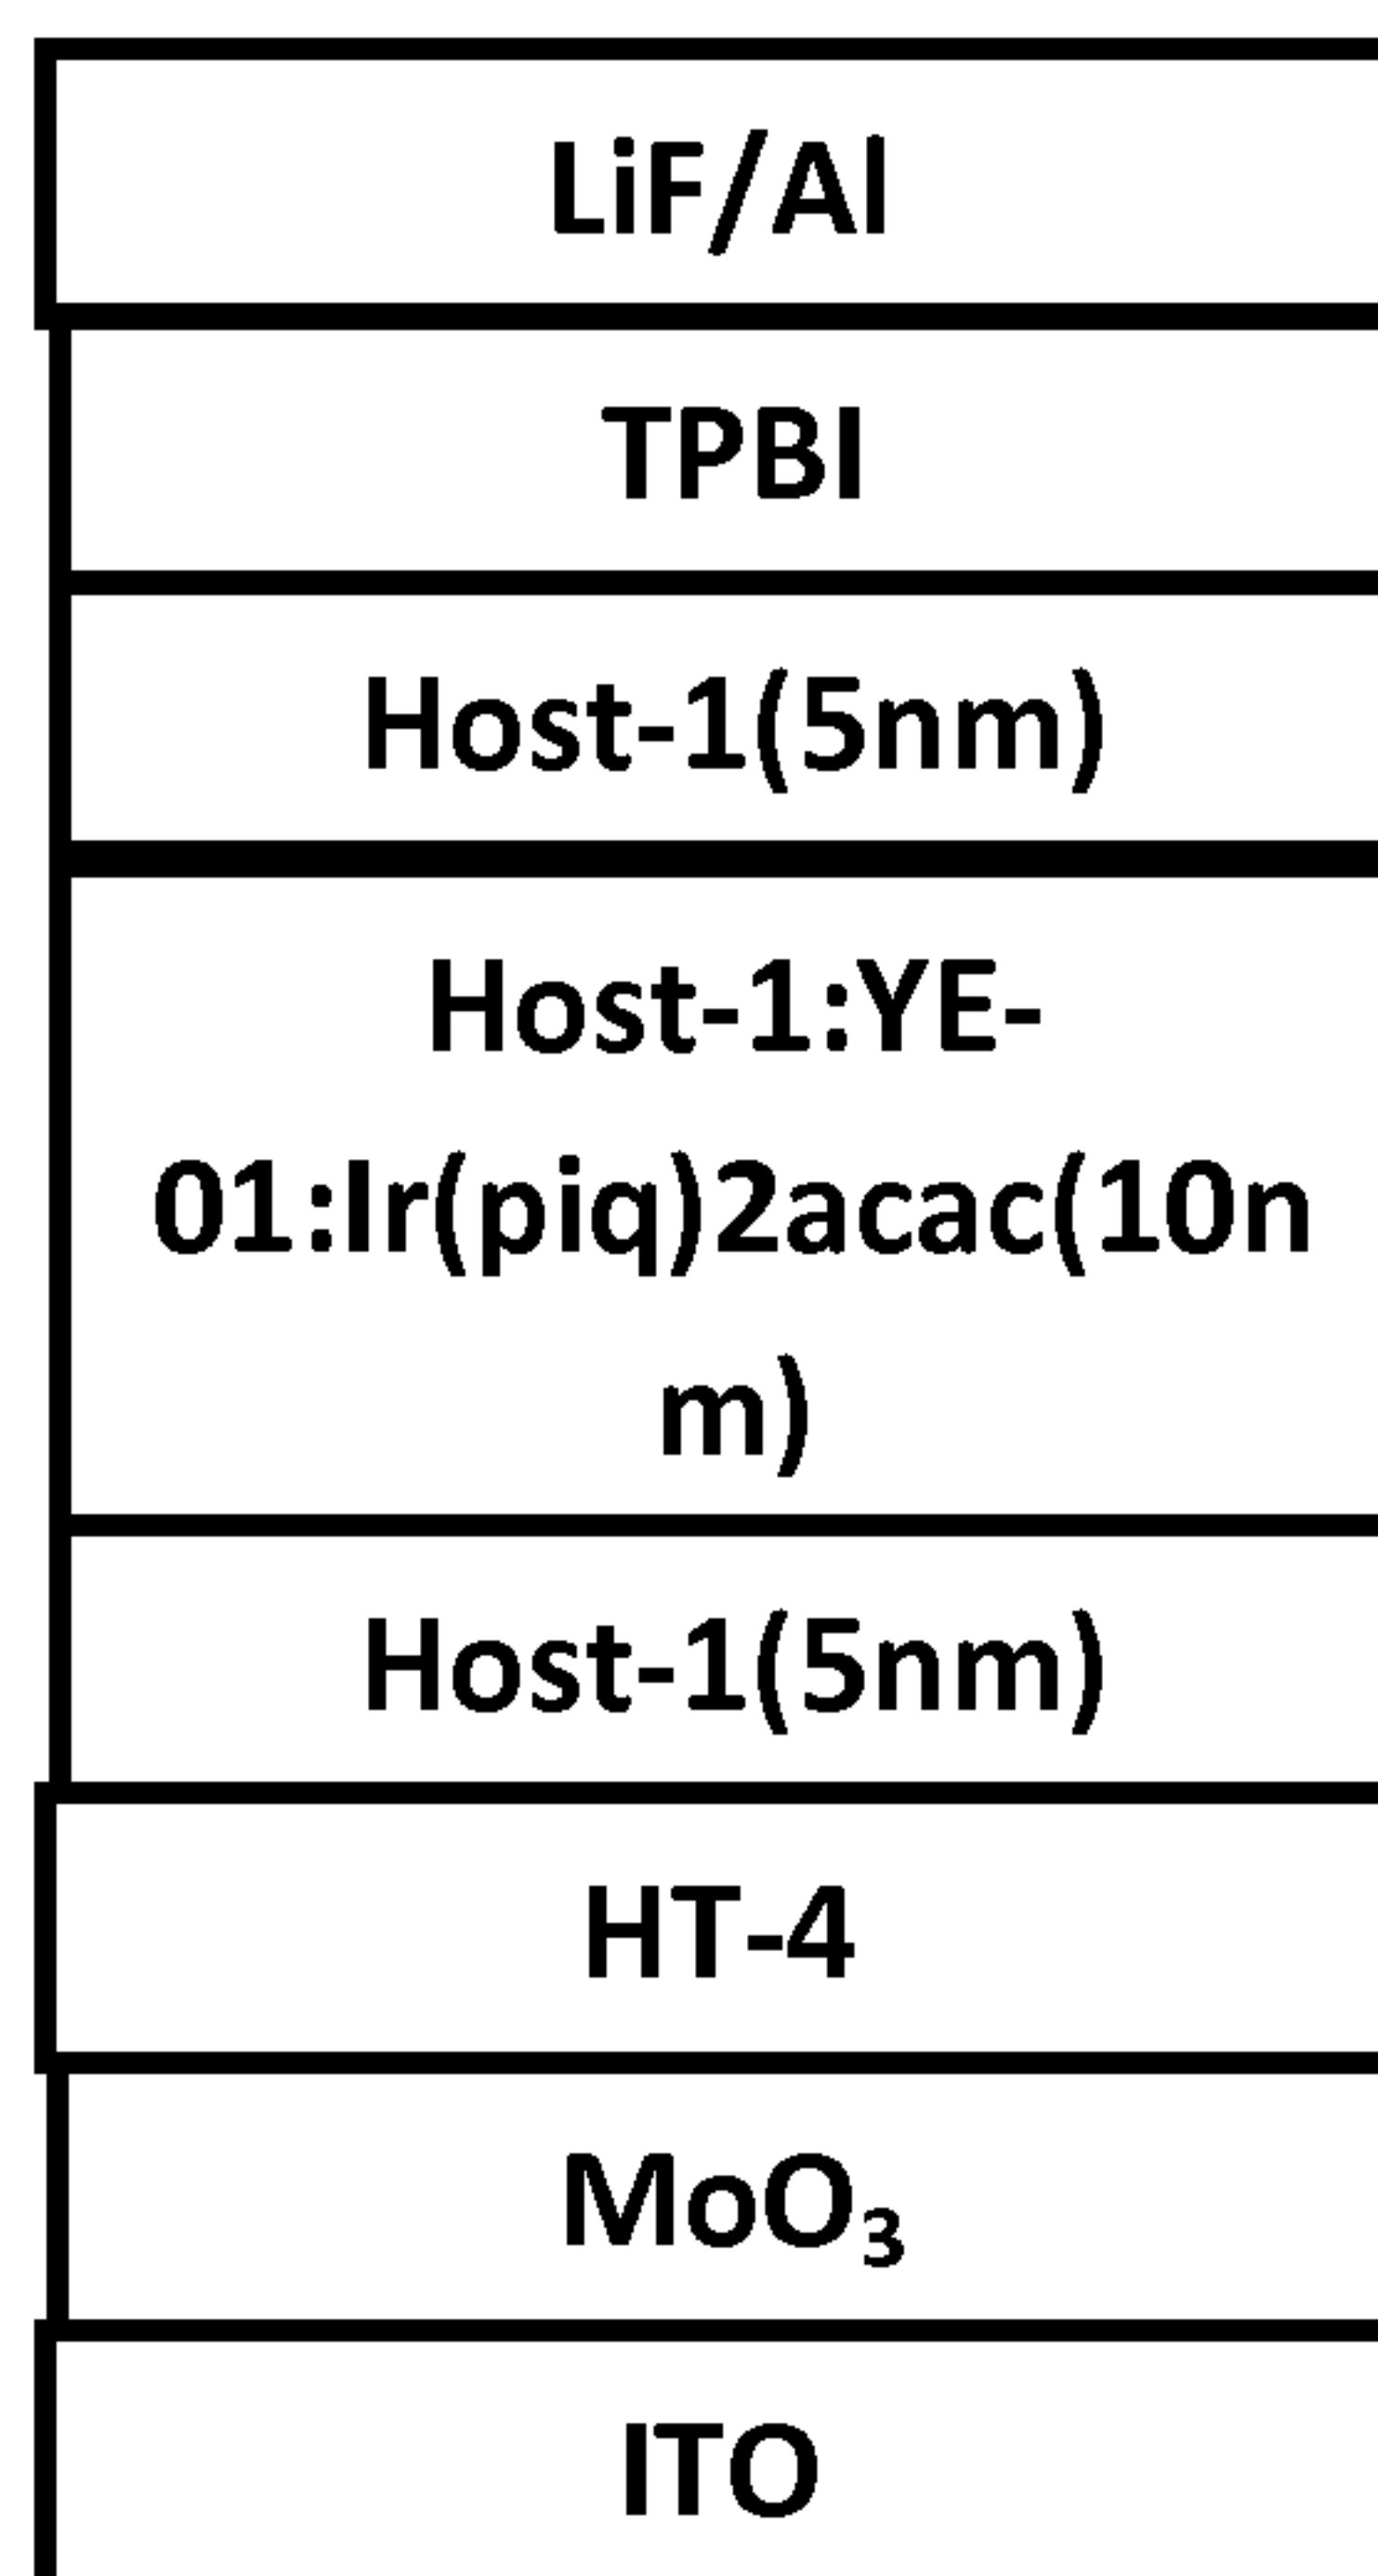 LiF/Al
TPBI
Host-1(5nm)
Host-1:YE-
01:Ir(piq)2acac(10n
m)
Host-1(5nm)
HT-4
MoO₃
ITO